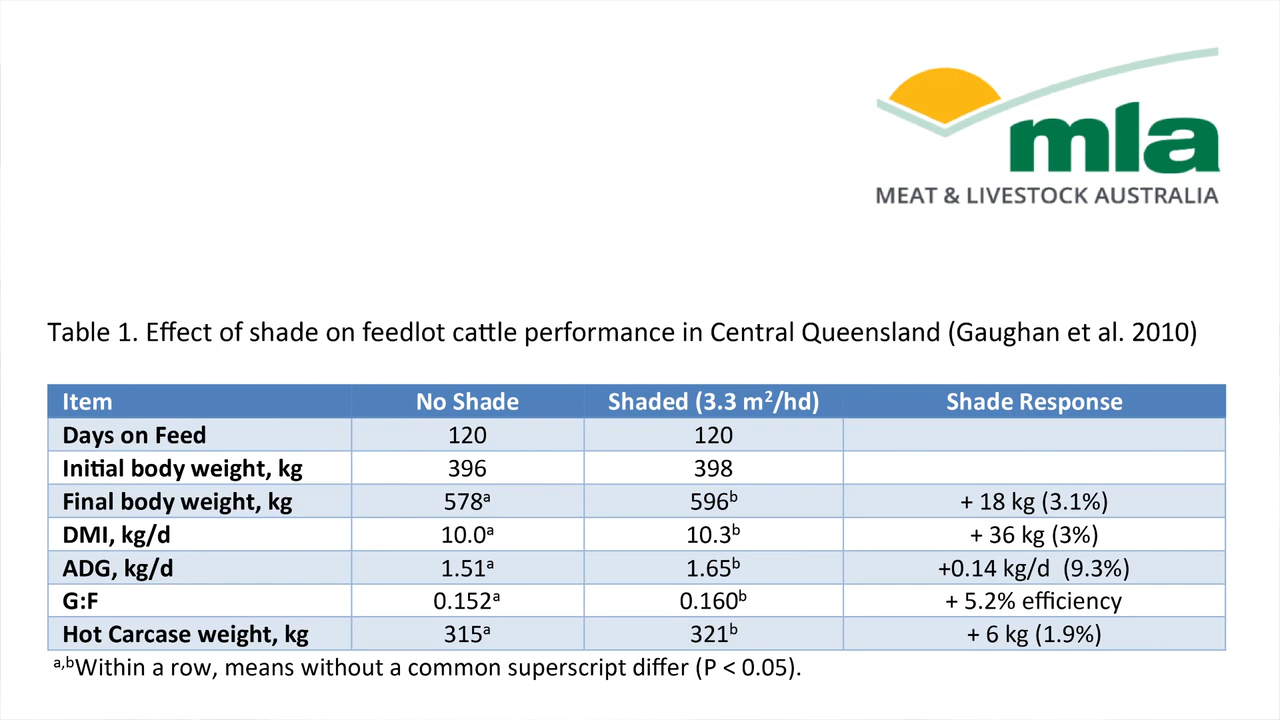 mla
MEAT & LIVESTOCK AUSTRALIA
Table 1. Effect of shade on feedlot cattle performance in Central Queensland (Gaughan et al. 2010)
Item No Shade Shaded (3.3 m²/hd) Shade Response
Days on Feed 120 120
Initial body weight, kg 396 398
Final body weight, kg 578ᵃ 596ᵇ + 18 kg (3.1%)
DMI, kg/d 10.0ᵃ 10.3ᵇ + 36 kg (3%)
ADG, kg/d 1.51ᵃ 1.65ᵇ +0.14 kg/d (9.3%)
G:F 0.152ᵃ 0.160ᵇ + 5.2% efficiency
Hot Carcase weight, kg 315ᵃ 321ᵇ + 6 kg (1.9%)
ᵃ,ᵇWithin a row, means without a common superscript differ (P < 0.05).